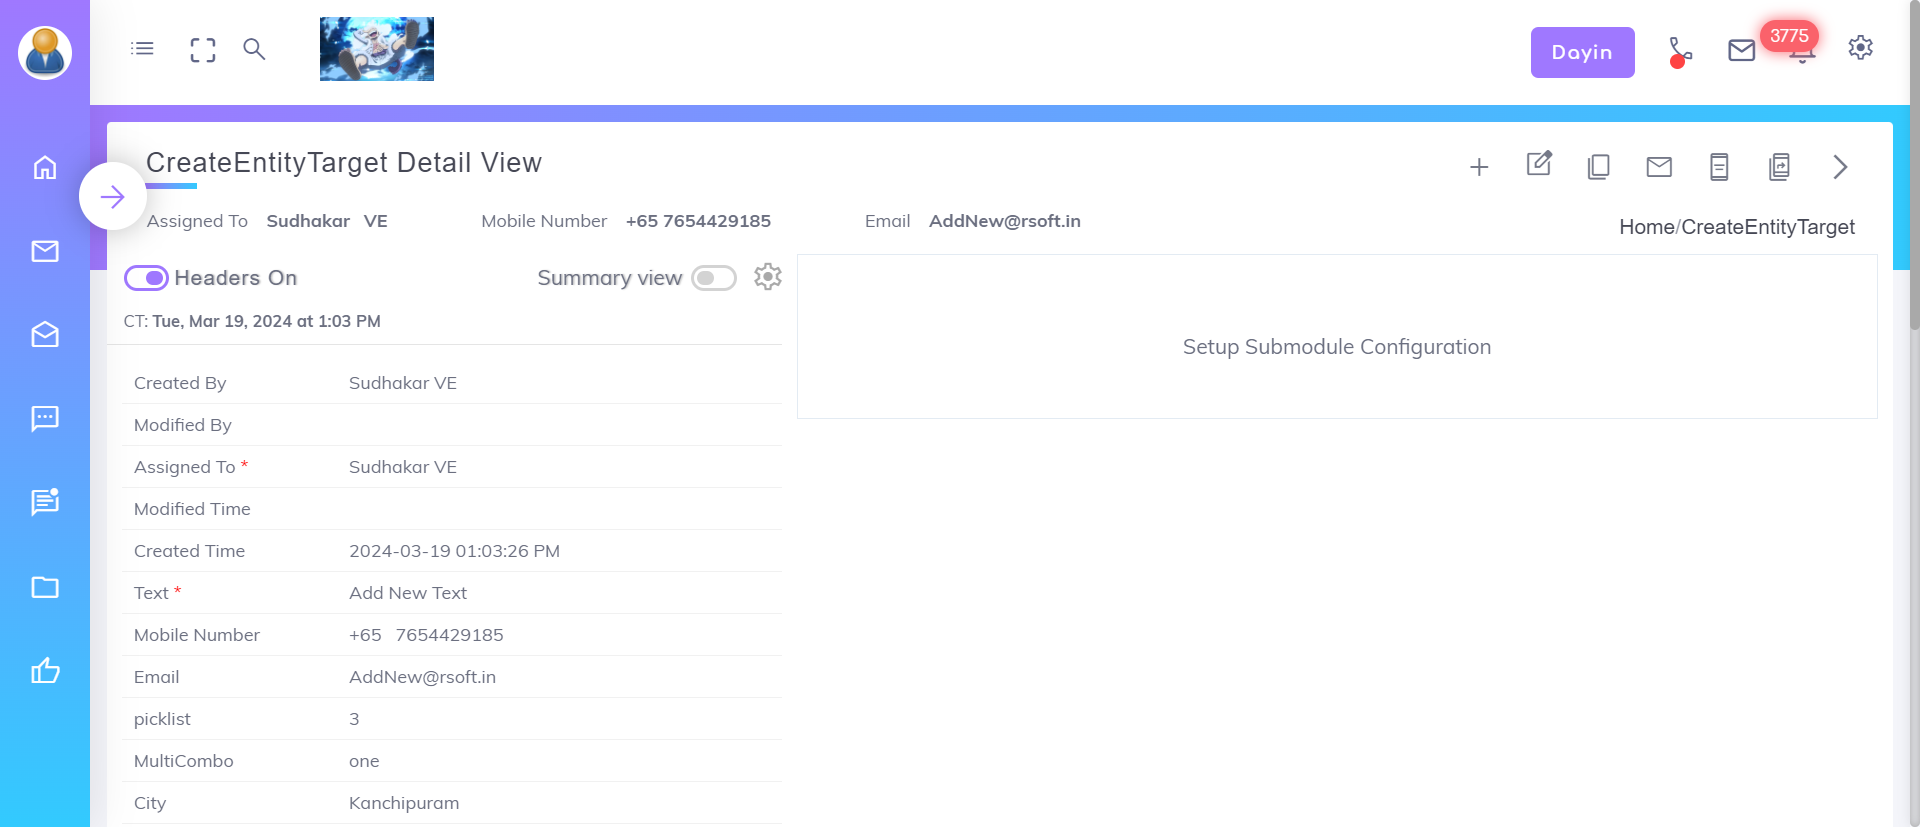 Dayin
3775
CreateEntityTarget Detail View
Assigned To Sudhakar VE Mobile Number +65 7654429185 Email AddNew@rsoft.in
Home/CreateEntityTarget
Headers On Summary view
CT: Tue, Mar 19, 2024 at 1:03 PM
Setup Submodule Configuration
Created By Sudhakar VE
Modified By
Assigned To * Sudhakar VE
Modified Time
Created Time 2024-03-19 01:03:26 PM
Text * Add New Text
Mobile Number +65 7654429185
Email AddNew@rsoft.in
picklist 3
MultiCombo one
City Kanchipuram